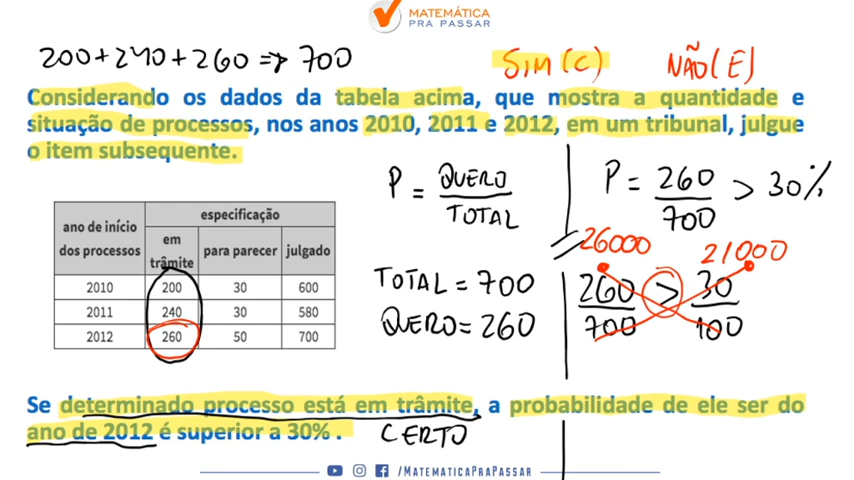 MATEMÁTICA
PRA PASSAR
200+240+260 => 700
SIM (C)
NÃO (E)
Considerando os dados da tabela acima, que mostra a quantidade e
situação de processos, nos anos 2010, 2011 e 2012, em um tribunal, julgue
o item subsequente.
ano de início dos processos
especificação
em trâmite
para parecer
julgado
2010 200 30 600
2011 240 30 580
2012 260 50 700
P = QUERO / TOTAL
TOTAL = 700
QUERO = 260
P = 260 / 700 > 30%
26000
21000
260 / 700 > 30 / 100
Se determinado processo está em trâmite, a probabilidade de ele ser do
ano de 2012 é superior a 30% .
CERTO
/MATEMATICAPRAPASSAR